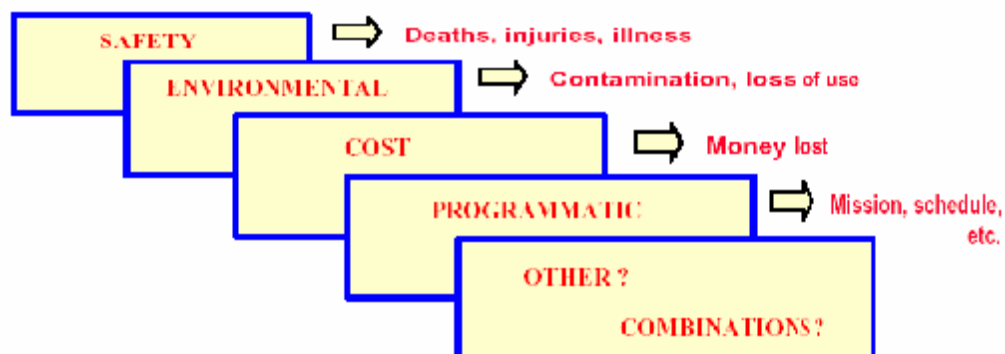 SAFETY
Deaths, injuries, illness
ENVIRONMENTAL
Contamination, loss of use
COST
Money lost
PROGRAMMATIC
Mission, schedule,
etc.
OTHER ?
COMBINATIONS ?